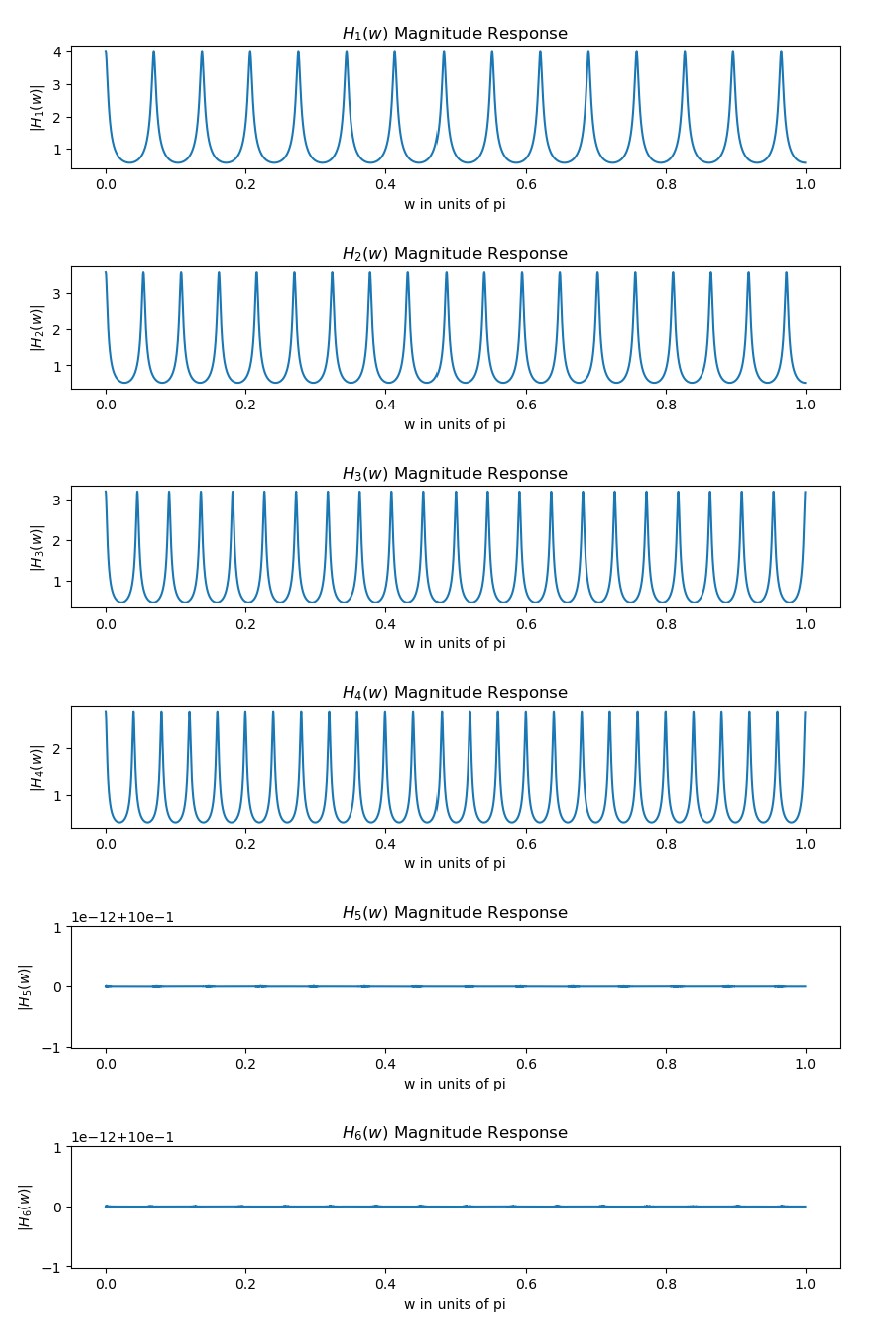 H₁(w) Magnitude Response
|H₁(w)|
4
3
2
1
0.0 0.2 0.4 0.6 0.8 1.0
w in units of pi
H₂(w) Magnitude Response
|H₂(w)|
3
2
1
0.0 0.2 0.4 0.6 0.8 1.0
w in units of pi
H₃(w) Magnitude Response
|H₃(w)|
3
2
1
0.0 0.2 0.4 0.6 0.8 1.0
w in units of pi
H₄(w) Magnitude Response
|H₄(w)|
2
1
0.0 0.2 0.4 0.6 0.8 1.0
w in units of pi
1e−12+10e−1
H₅(w) Magnitude Response
|H₅(w)|
1
0
−1
0.0 0.2 0.4 0.6 0.8 1.0
w in units of pi
1e−12+10e−1
H₆(w) Magnitude Response
|H₆(w)|
1
0
−1
0.0 0.2 0.4 0.6 0.8 1.0
w in units of pi